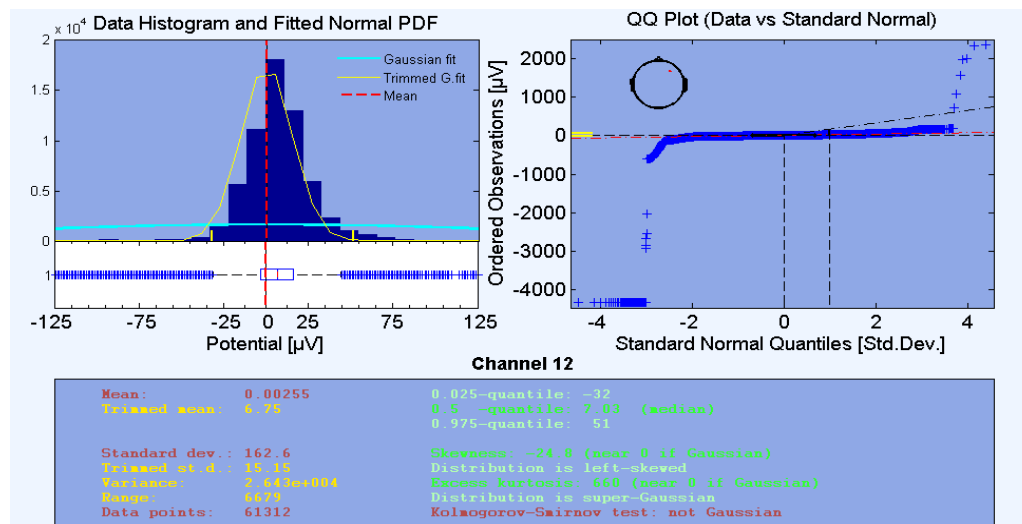 Data Histogram and Fitted Normal PDF
x 10⁴
2
1.5
1
0.5
0
Gaussian fit
Trimmed G.fit
Mean
1
-125 -75 -25 0 25 75 125
Potential [µV]
QQ Plot (Data vs Standard Normal)
Ordered Observations [µV]
2000
1000
0
-1000
-2000
-3000
-4000
-4 -2 0 2 4
Standard Normal Quantiles [Std.Dev.]
Channel 12
Mean: 0.00255 0.025-quantile: -32
Trimmed mean: 6.75 0.5 quantile: 7.03 (median)
0.975-quantile: 51
Standard dev.: 162.6 Skewness: -24.8 (near 0 if Gaussian)
Trimmed st.d.: 15.15 Distribution is left-skewed
Variance: 2.643e+004 Excess kurtosis: 660 (near 0 if Gaussian)
Range: 6679 Distribution is super-Gaussian
Data points: 61312 Kolmogorov-Smirnov test: not Gaussian